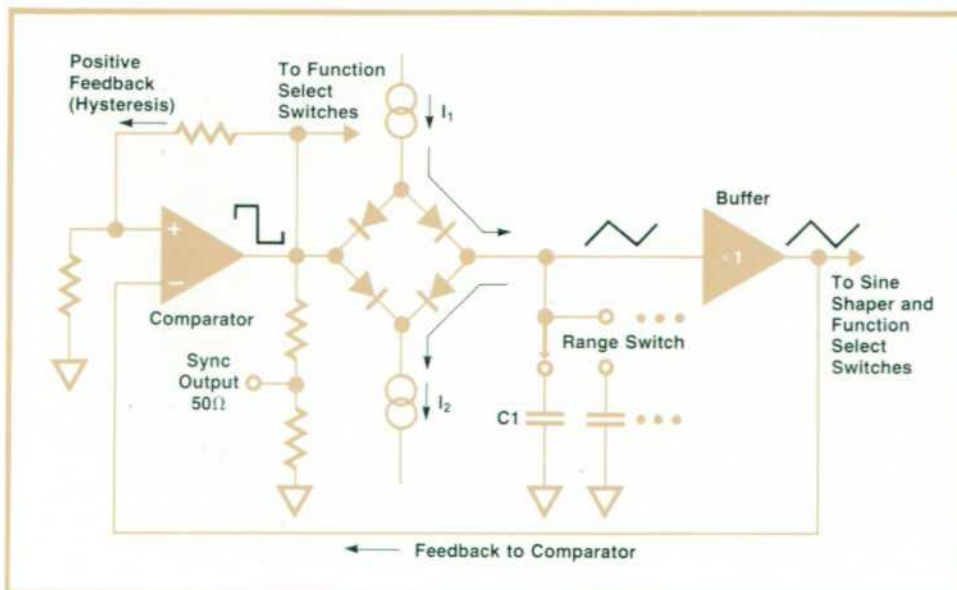 Positive
Feedback
(Hysteresis)
To Function
Select
Switches
I₁
+
−
Comparator
Sync
Output
50Ω
I₂
Buffer
×1
Range Switch
C1
To Sine
Shaper and
Function
Select
Switches
Feedback to Comparator